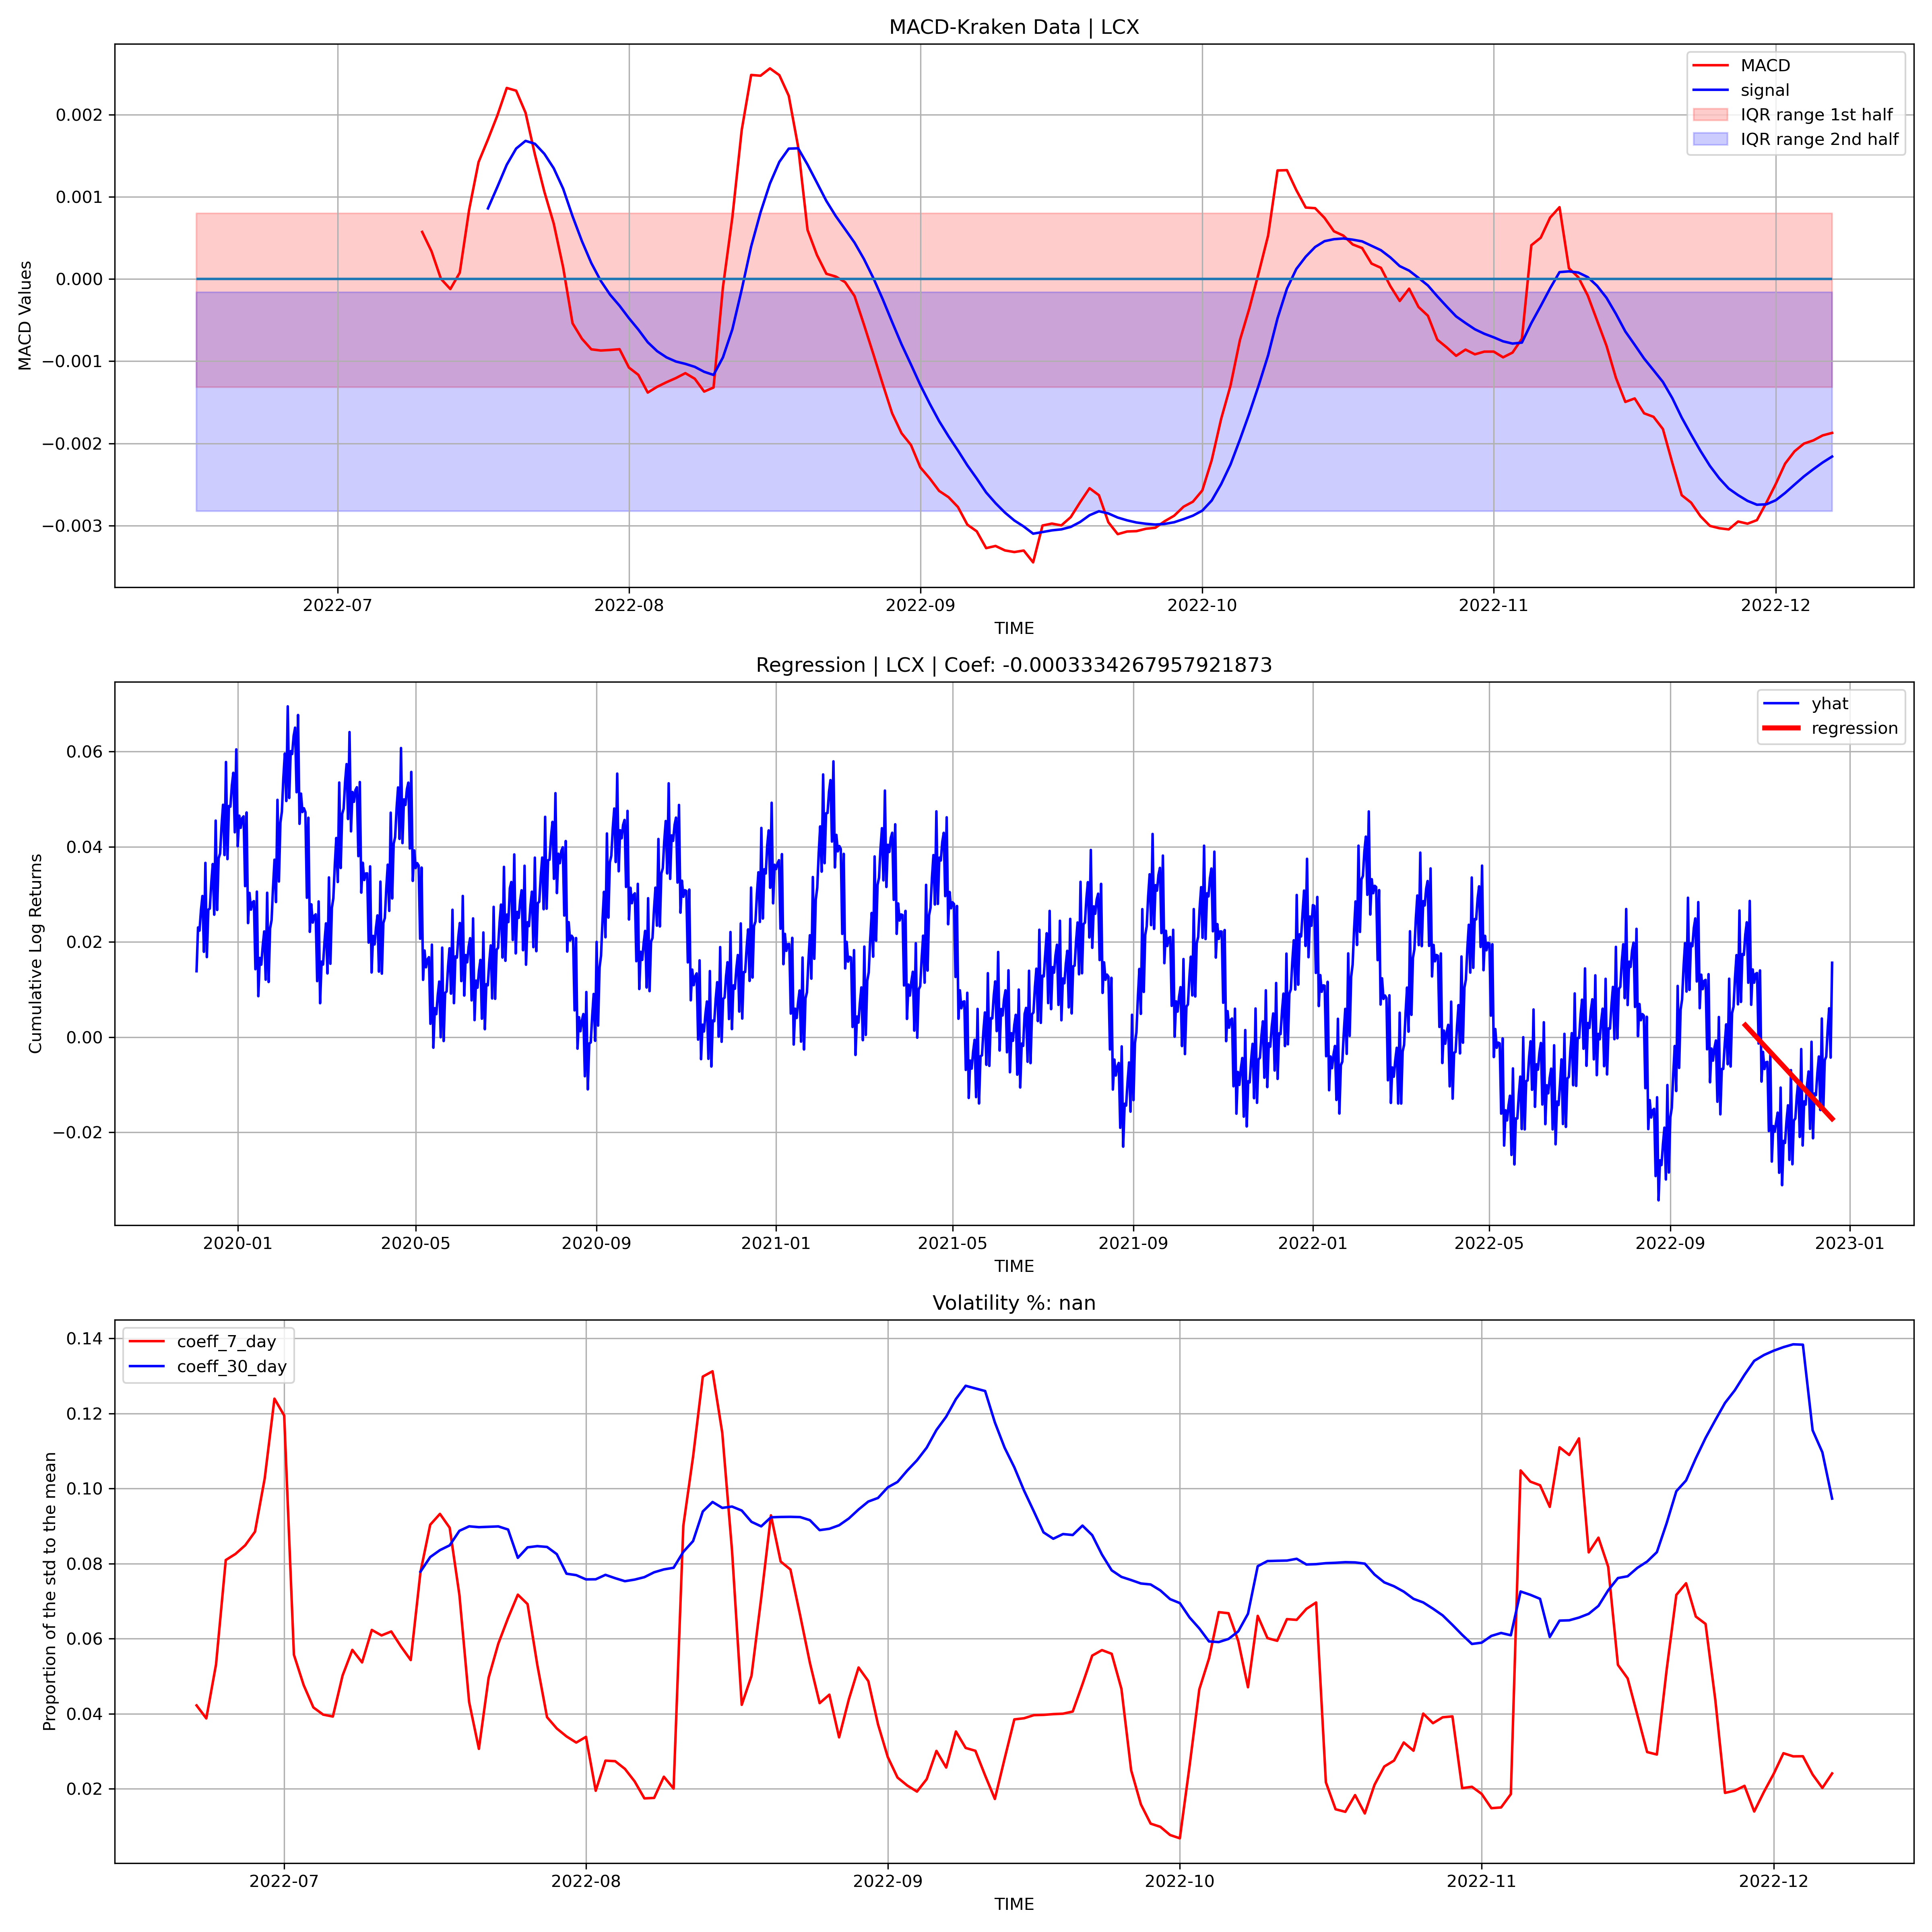 MACD-Kraken Data | LCX
MACD
signal
IQR range 1st half
IQR range 2nd half
0.002
0.001
0.000
−0.001
−0.002
−0.003
MACD Values
2022-07 2022-08 2022-09 2022-10 2022-11 2022-12
TIME
Regression | LCX | Coef: -0.0003334267957921873
yhat
regression
0.06
0.04
0.02
0.00
−0.02
Cumulative Log Returns
2020-01 2020-05 2020-09 2021-01 2021-05 2021-09 2022-01 2022-05 2022-09 2023-01
TIME
Volatility %: nan
coeff_7_day
coeff_30_day
0.14
0.12
0.10
0.08
0.06
0.04
0.02
Proportion of the std to the mean
2022-07 2022-08 2022-09 2022-10 2022-11 2022-12
TIME